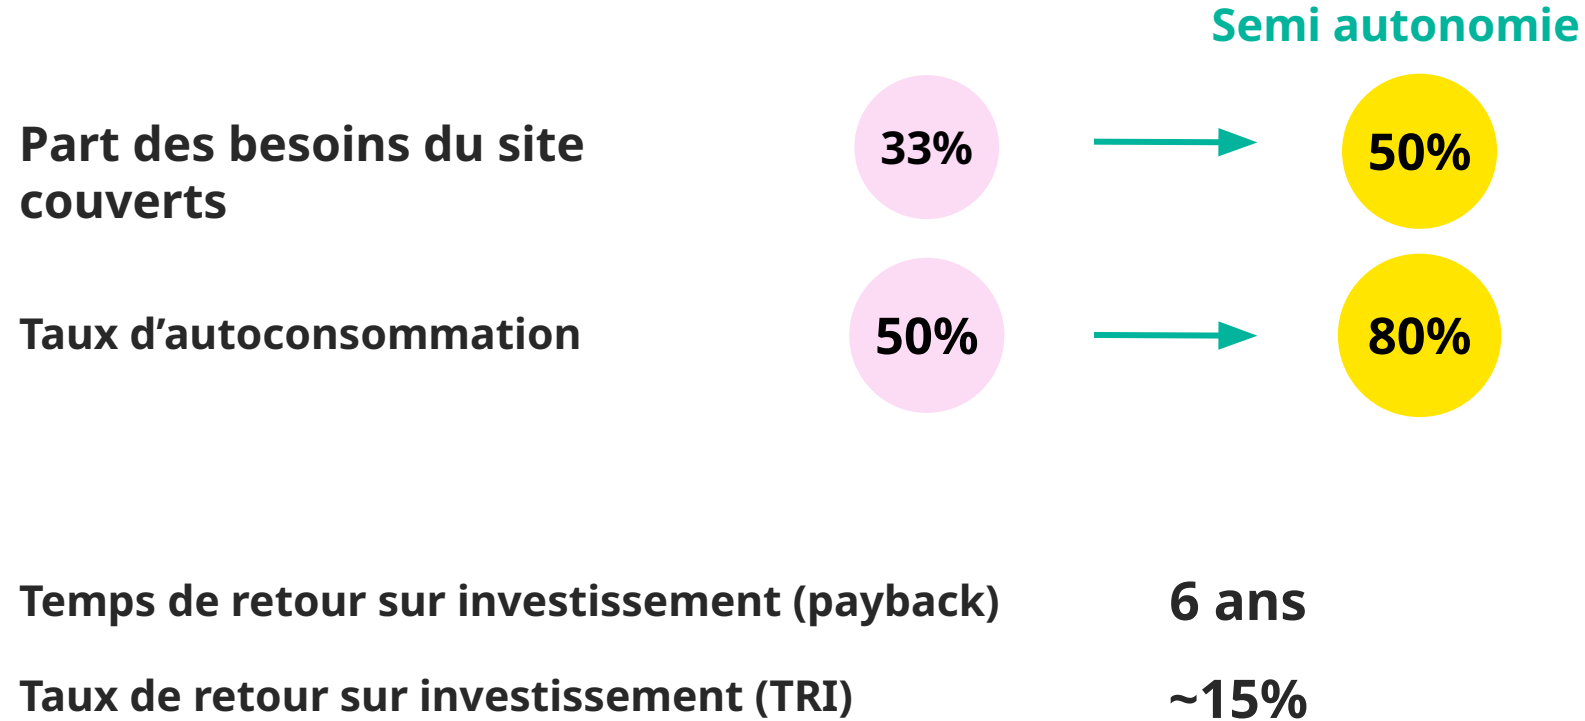 Semi autonomie
Part des besoins du site
couverts
33%
50%
Taux d’autoconsommation
50%
80%
Temps de retour sur investissement (payback)
6 ans
Taux de retour sur investissement (TRI)
~15%